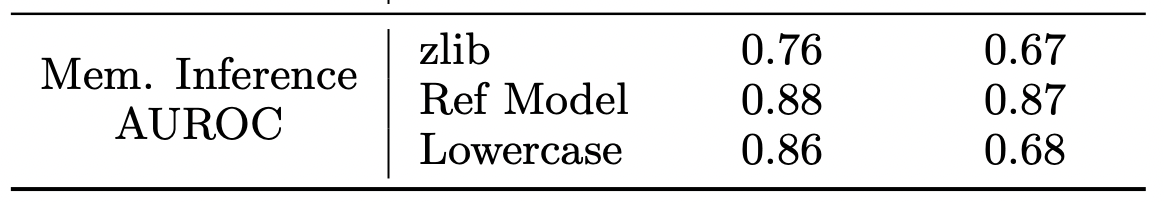 Mem. Inference
AUROC
zlib 0.76 0.67
Ref Model 0.88 0.87
Lowercase 0.86 0.68